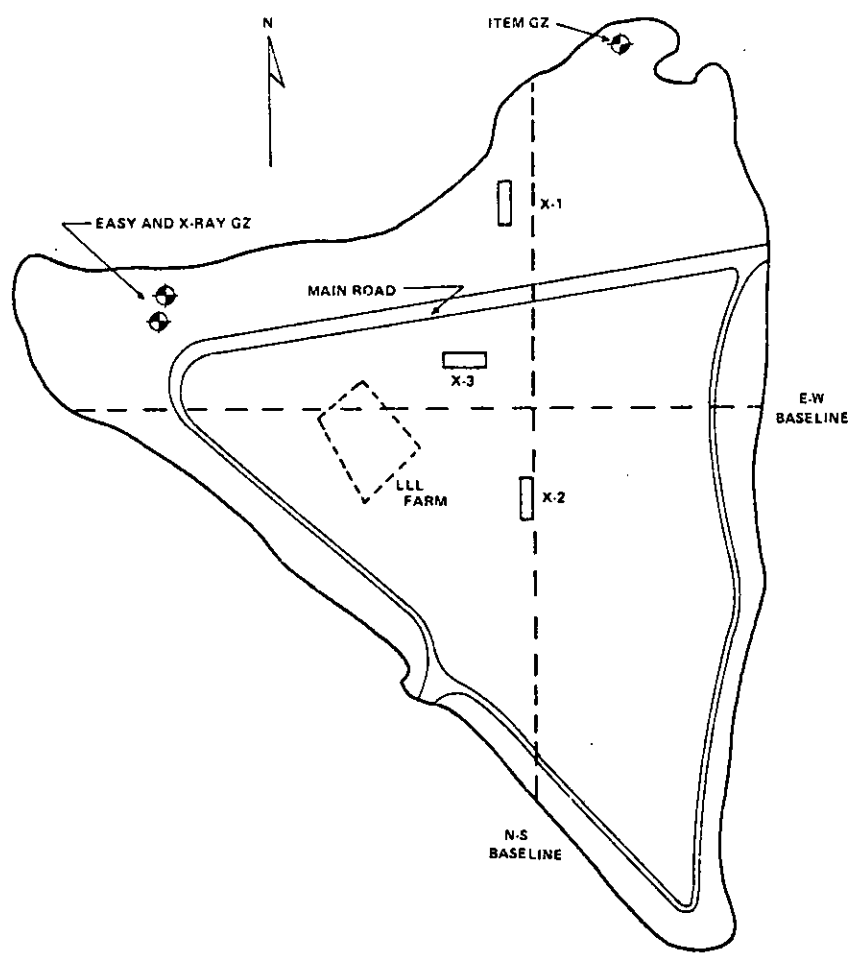 N
ITEM GZ
X-1
EASY AND X-RAY GZ
MAIN ROAD
X-3
E-W
BASELINE
LLL
FARM
X-2
N-S
BASELINE